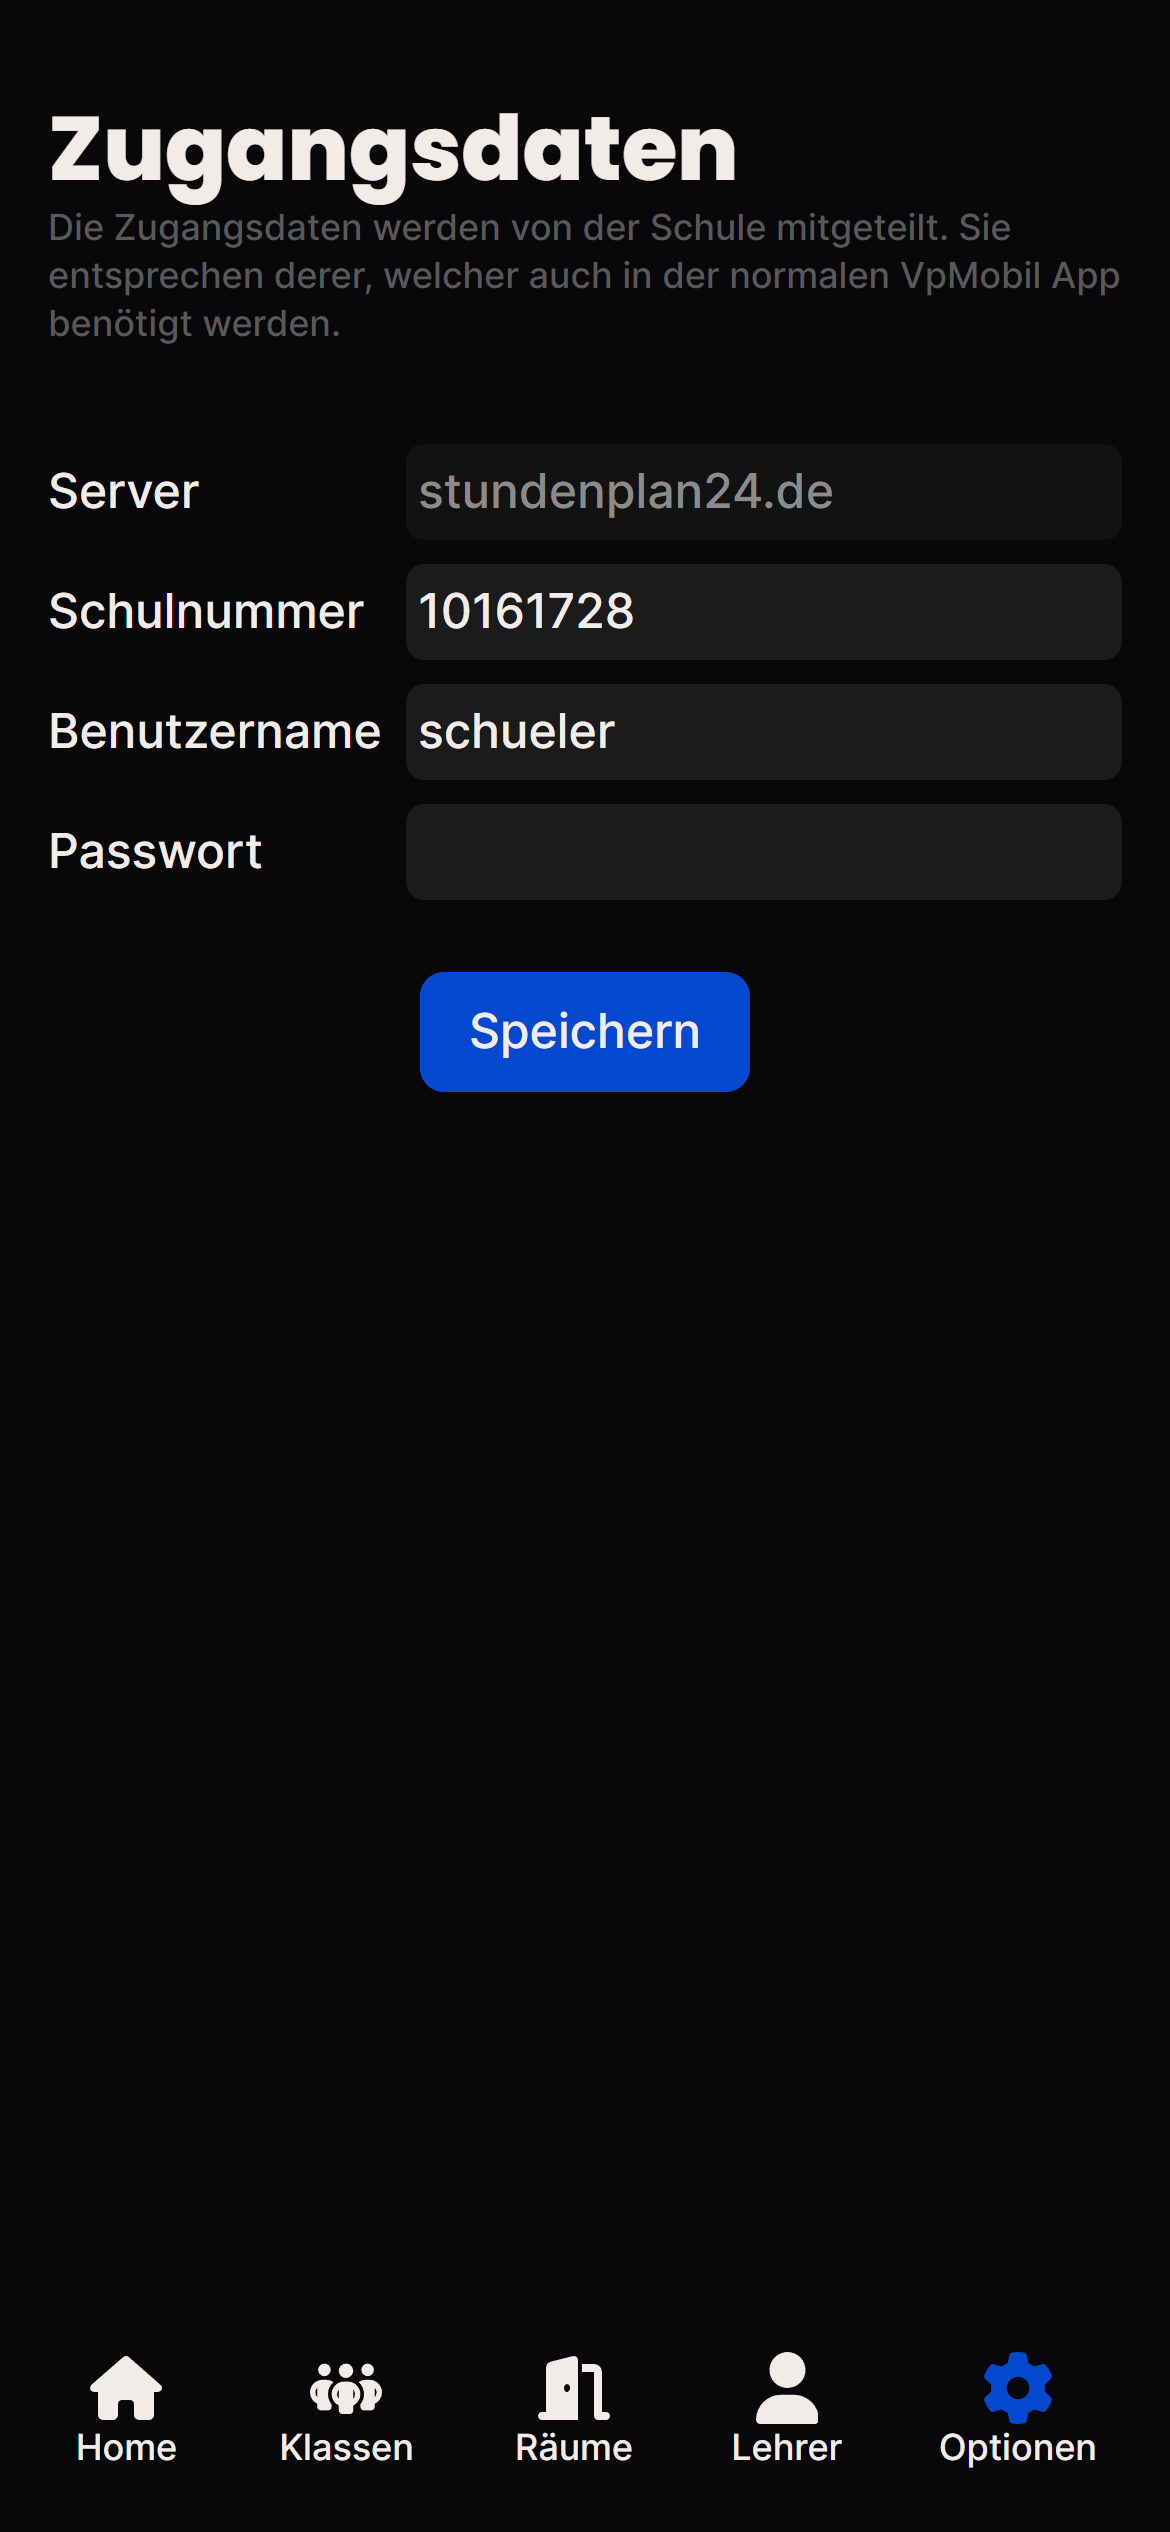 Zugangsdaten
Die Zugangsdaten werden von der Schule mitgeteilt. Sie
entsprechen derer, welcher auch in der normalen VpMobil App
benötigt werden.
Server stundenplan24.de
Schulnummer 10161728
Benutzername schueler
Passwort
Speichern
Home Klassen Räume Lehrer Optionen